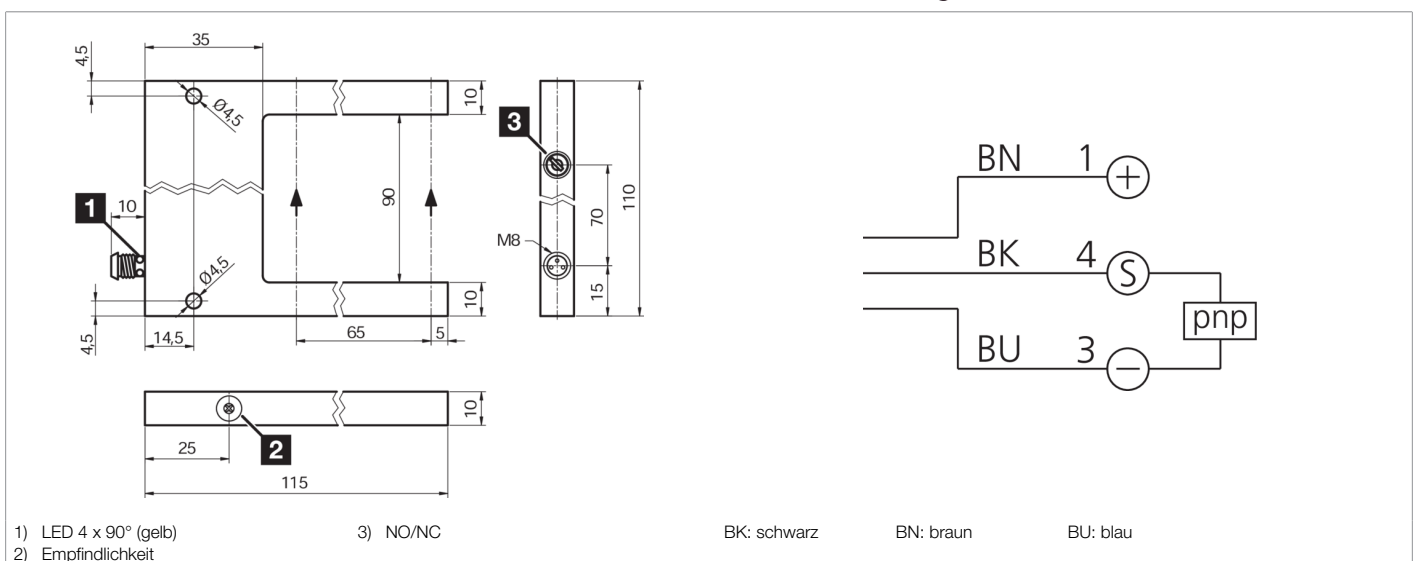 35
4,5
Ø4,5
10
3
90
1
10
M8
70
110
Ø4,5
15
10
4,5
14,5
65
5
25
2
10
115
BN 1 +
BK 4 S
pnp
BU 3 −
1) LED 4 x 90° (gelb)
2) Empfindlichkeit
3) NO/NC
BK: schwarz
BN: braun
BU: blau